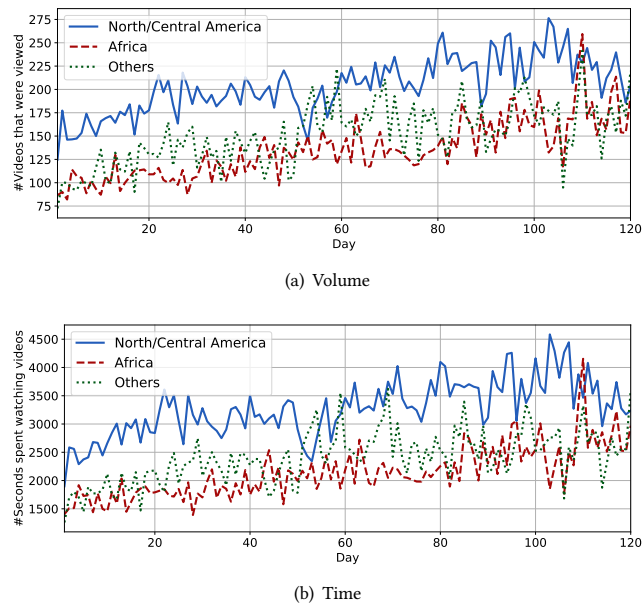 275
250
225
200
175
150
125
100
75
#Videos that were viewed
North/Central America
Africa
Others
20 40 60 80 100 120
Day
(a) Volume
4500
4000
3500
3000
2500
2000
1500
#Seconds spent watching videos
North/Central America
Africa
Others
20 40 60 80 100 120
Day
(b) Time